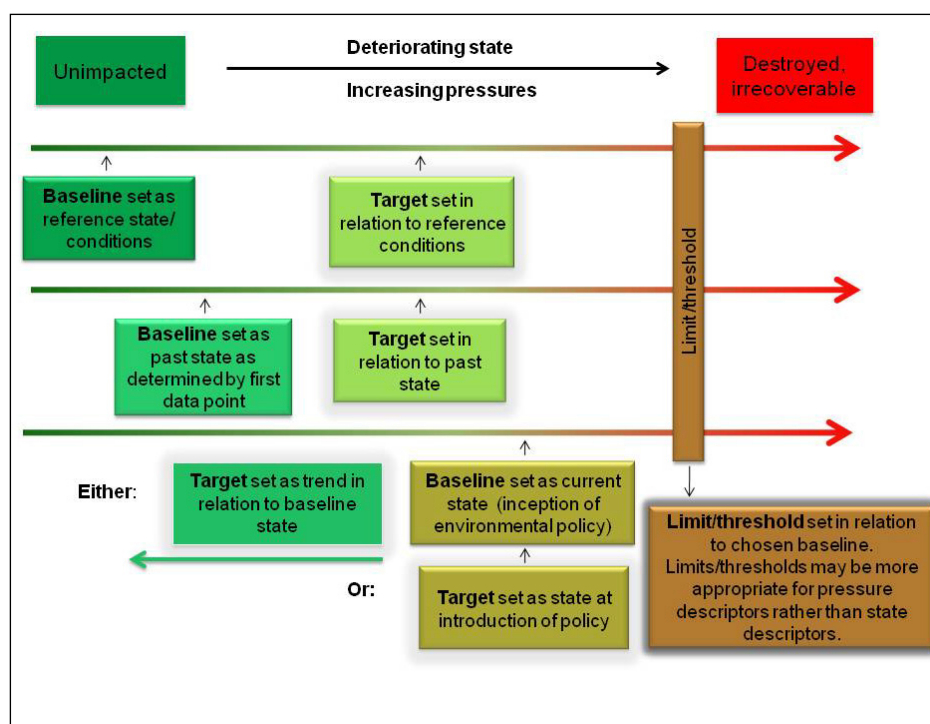 Unimpacted
Deteriorating state
Increasing pressures
Destroyed,
irrecoverable
Baseline set as
reference state/
conditions
Target set in
relation to reference
conditions
Limit/threshold
Baseline set as
past state as
determined by first
data point
Target set in
relation to past
state
Either:
Target set as trend in
relation to baseline
state
Baseline set as current
state (inception of
environmental policy)
Or:
Target set as state at
introduction of policy
Limit/threshold set in relation
to chosen baseline.
Limits/thresholds may be more
appropriate for pressure
descriptors rather than state
descriptors.